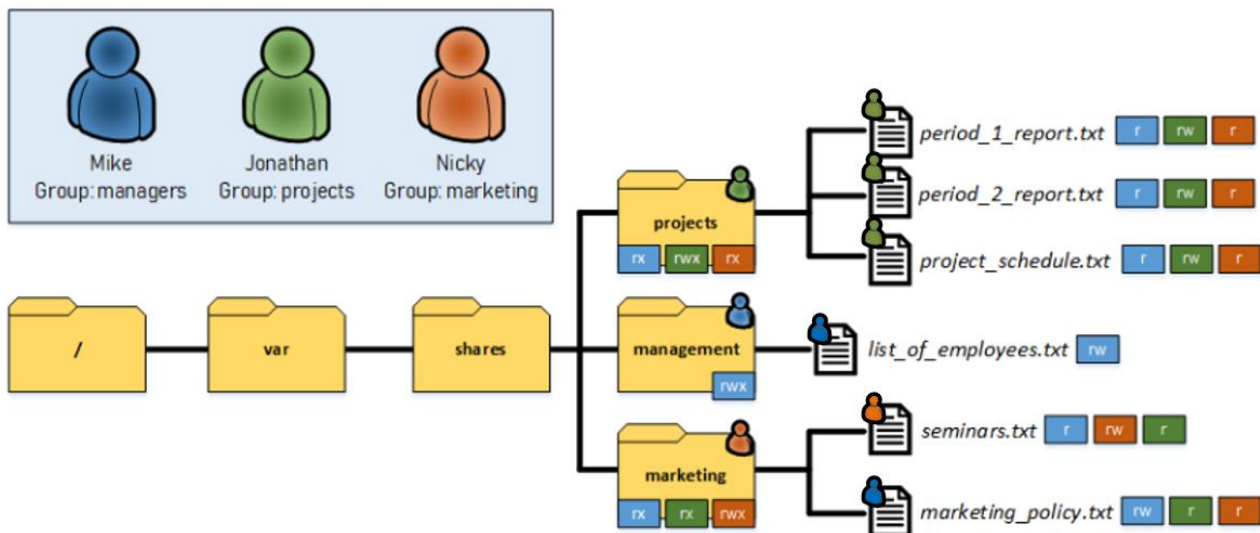 Mike
Group: managers
Jonathan
Group: projects
Nicky
Group: marketing
/
var
shares
projects
rx rwx rx
period_1_report.txt r rw r
period_2_report.txt r rw r
project_schedule.txt r rw r
management
rwx
list_of_employees.txt rw
marketing
rx rx rwx
seminars.txt r rw r
marketing_policy.txt rw r r